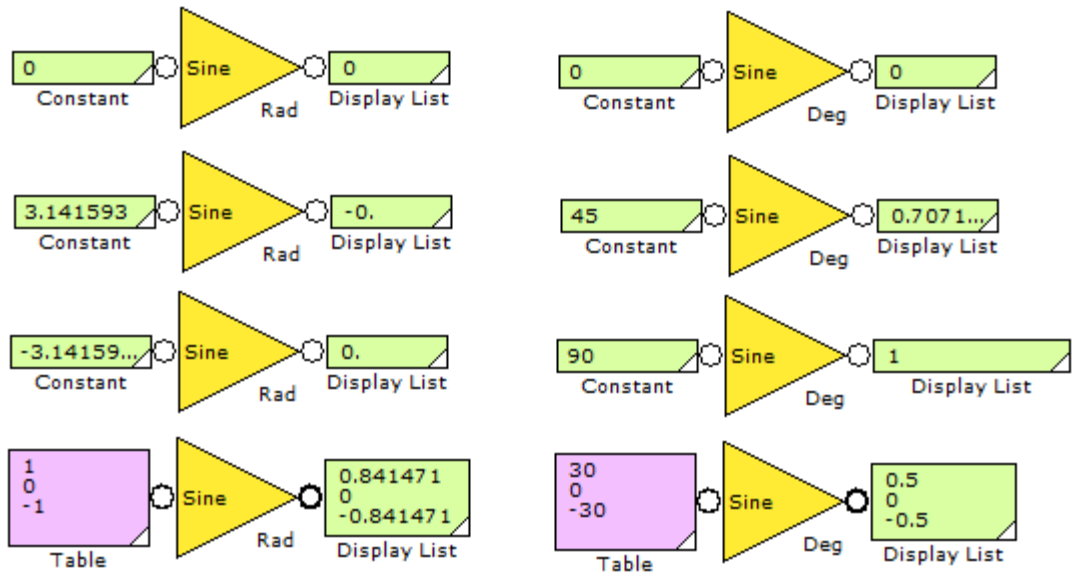 0
Sine
0
Constant
Rad
Display List
0
Sine
0
Constant
Deg
Display List
3.141593
Sine
-0.
Constant
Rad
Display List
45
Sine
0.7071...
Constant
Deg
Display List
-3.14159...
Sine
0.
Constant
Rad
Display List
90
Sine
1
Constant
Deg
Display List
1
0
-1
Sine
0.841471
0
-0.841471
Table
Rad
Display List
30
0
-30
Sine
0.5
0
-0.5
Table
Deg
Display List